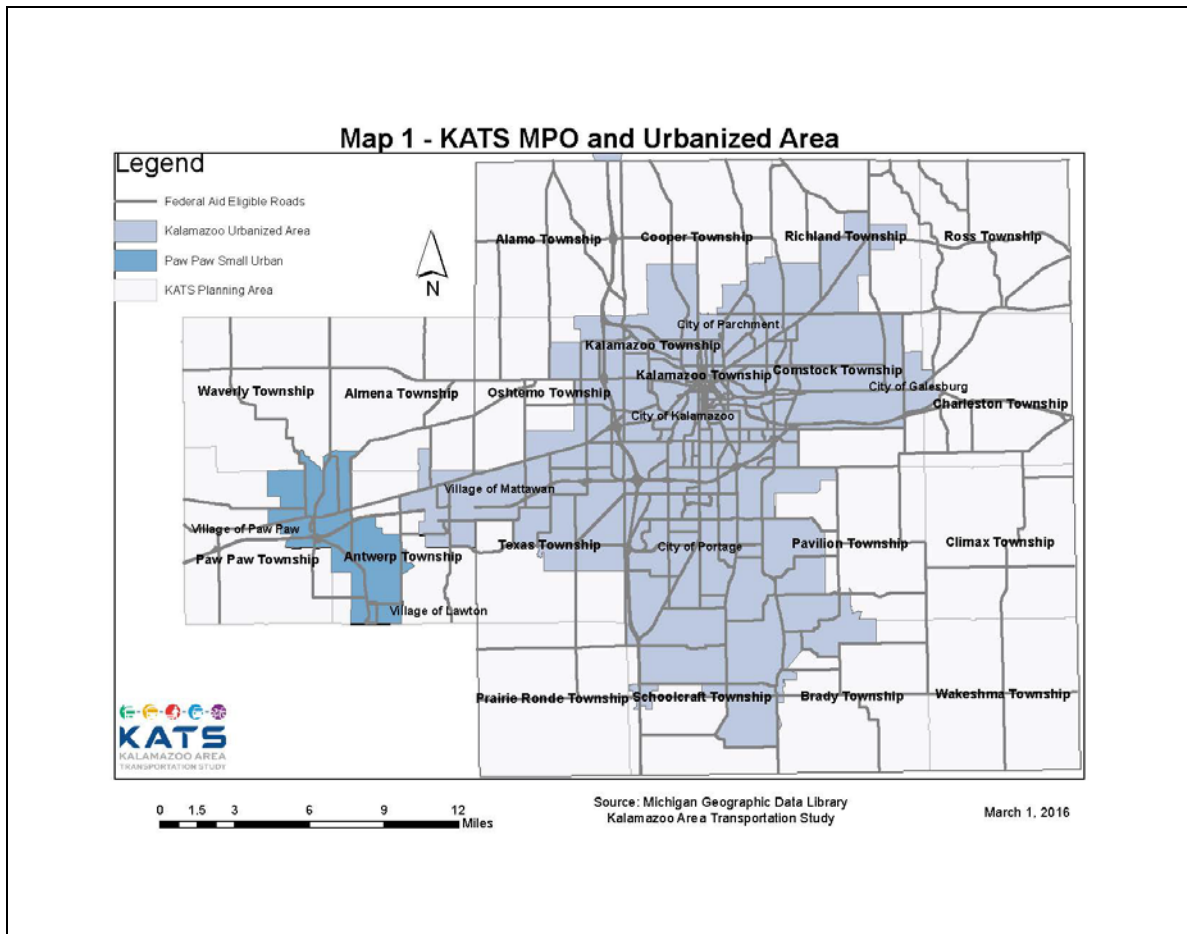 Map 1 - KATS MPO and Urbanized Area
Legend
Federal Aid Eligible Roads
Kalamazoo Urbanized Area
Paw Paw Small Urban
KATS Planning Area
N
Alamo Township
Cooper Township
Richland Township
Ross Township
City of Parchment
Kalamazoo Township
Kalamazoo Township
Comstock Township
City of Galesburg
Waverly Township
Almena Township
Oshtemo Township
Charleston Township
City of Kalamazoo
Village of Mattawan
Village of Paw Paw
Paw Paw Township
Antwerp Township
Texas Township
City of Portage
Pavilion Township
Climax Township
Village of Lawton
Prairie Ronde Township
Schoolcraft Township
Brady Township
Wakeshma Township
KATS
KALAMAZOO AREA
TRANSPORTATION STUDY
0 1.5 3 6 9 12
Miles
Source: Michigan Geographic Data Library
Kalamazoo Area Transportation Study
March 1, 2016